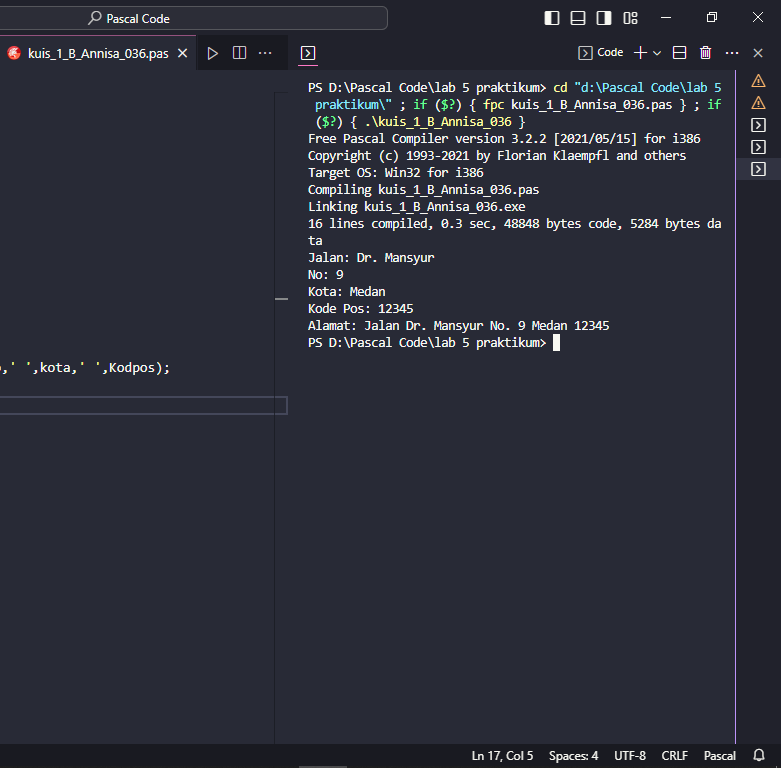 Pascal Code
kuis_1_B_Annisa_036.pas
Code
PS D:\Pascal Code\lab 5 praktikum> cd "d:\Pascal Code\lab 5
praktikum\" ; if ($?) { fpc kuis_1_B_Annisa_036.pas } ; if
($?) { .\kuis_1_B_Annisa_036 }
Free Pascal Compiler version 3.2.2 [2021/05/15] for i386
Copyright (c) 1993-2021 by Florian Klaempfl and others
Target OS: Win32 for i386
Compiling kuis_1_B_Annisa_036.pas
Linking kuis_1_B_Annisa_036.exe
16 lines compiled, 0.3 sec, 48848 bytes code, 5284 bytes da
ta
Jalan: Dr. Mansyur
No: 9
Kota: Medan
Kode Pos: 12345
Alamat: Jalan Dr. Mansyur No. 9 Medan 12345
PS D:\Pascal Code\lab 5 praktikum>
,' ',kota,' ',Kodpos);
Ln 17, Col 5 Spaces: 4 UTF-8 CRLF Pascal